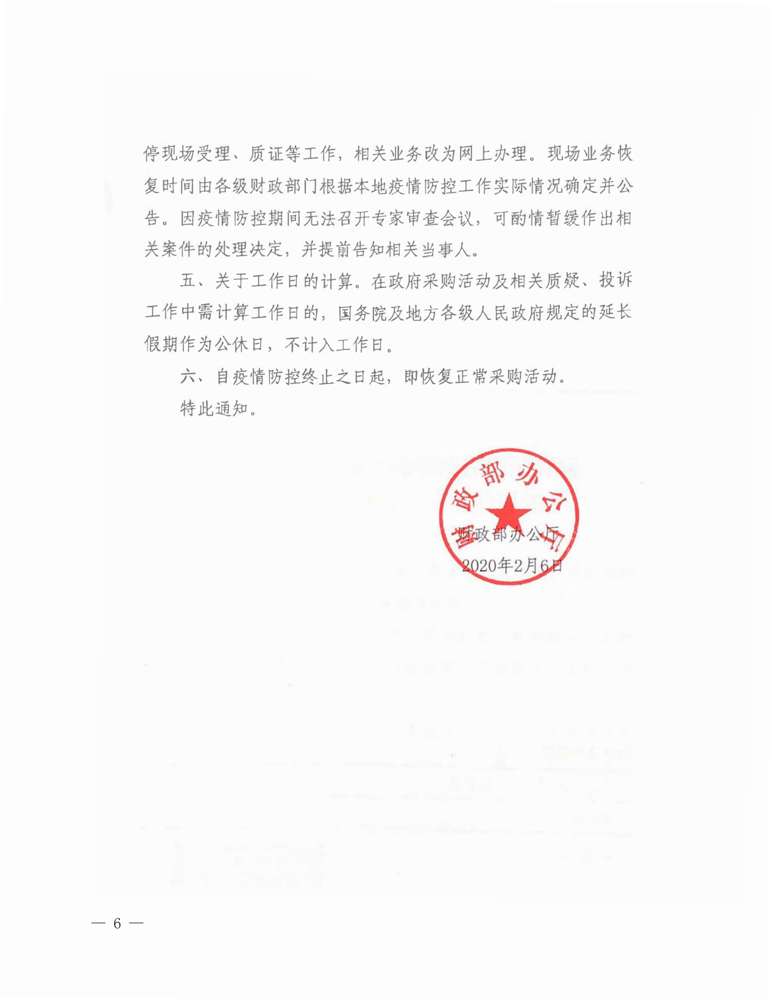 停现场受理、质证等工作，相关业务改为网上办理。现场业务恢
复时间由各级财政部门根据本地疫情防控工作实际情况确定并公
告。因疫情防控期间无法召开专家审查会议，可酌情暂缓作出相
关案件的处理决定，并提前告知相关当事人。
五、关于工作日的计算。在政府采购活动及相关质疑、投诉
工作中需计算工作日的，国务院及地方各级人民政府规定的延长
假期作为公休日，不计入工作日。
六、自疫情防控终止之日起，即恢复正常采购活动。
特此通知。
财政部办公厅
财政部办公厅
2020年2月6日
— 6 —